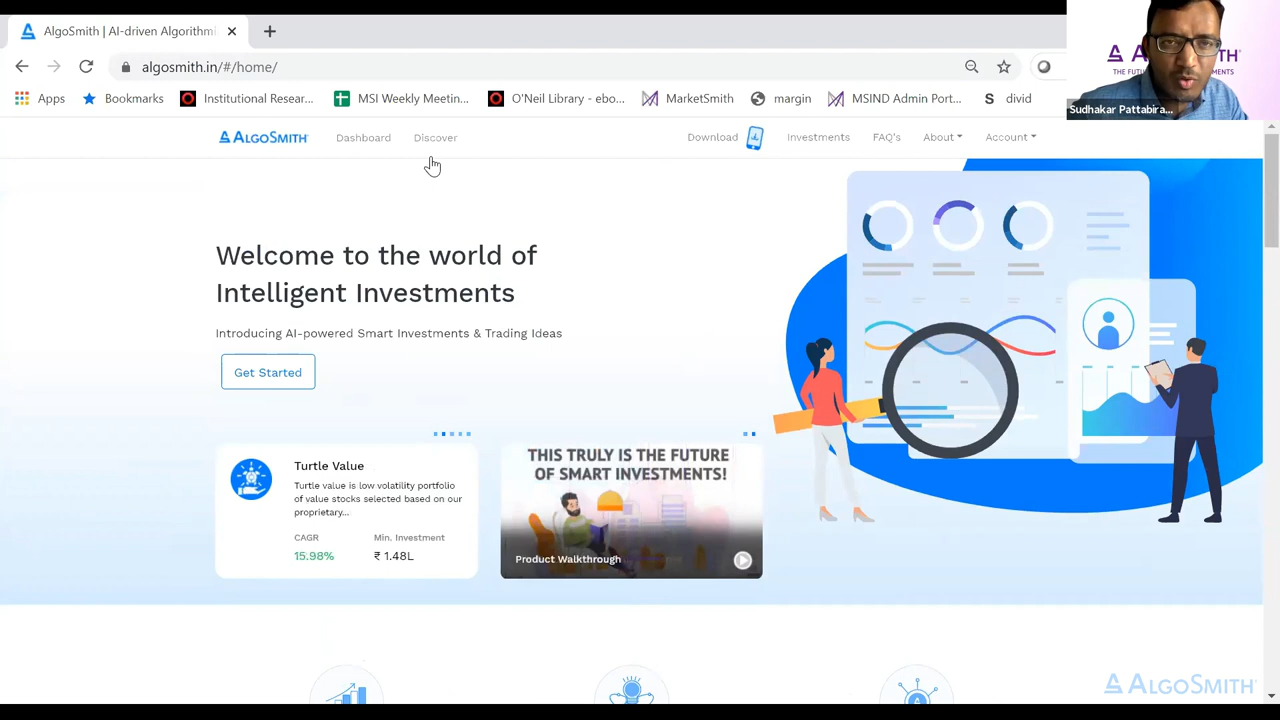 AlgoSmith | AI-driven Algorithmi
algosmith.in/#/home/
Apps
Bookmarks
Institutional Resear...
MSI Weekly Meetin...
O'Neil Library - ebo...
MarketSmith
margin
MSIND Admin Port...
divid
Sudhakar Pattabira...
ALGOSMITH
Dashboard
Discover
Download
Investments
FAQ's
About
Account
Welcome to the world of
Intelligent Investments
Introducing AI-powered Smart Investments & Trading Ideas
Get Started
Turtle Value
Turtle value is low volatility portfolio
of value stocks selected based on our
proprietary...
CAGR Min. Investment
15.98% ₹ 1.48L
THIS TRULY IS THE FUTURE
OF SMART INVESTMENTS!
Product Walkthrough
ALGOSMITH